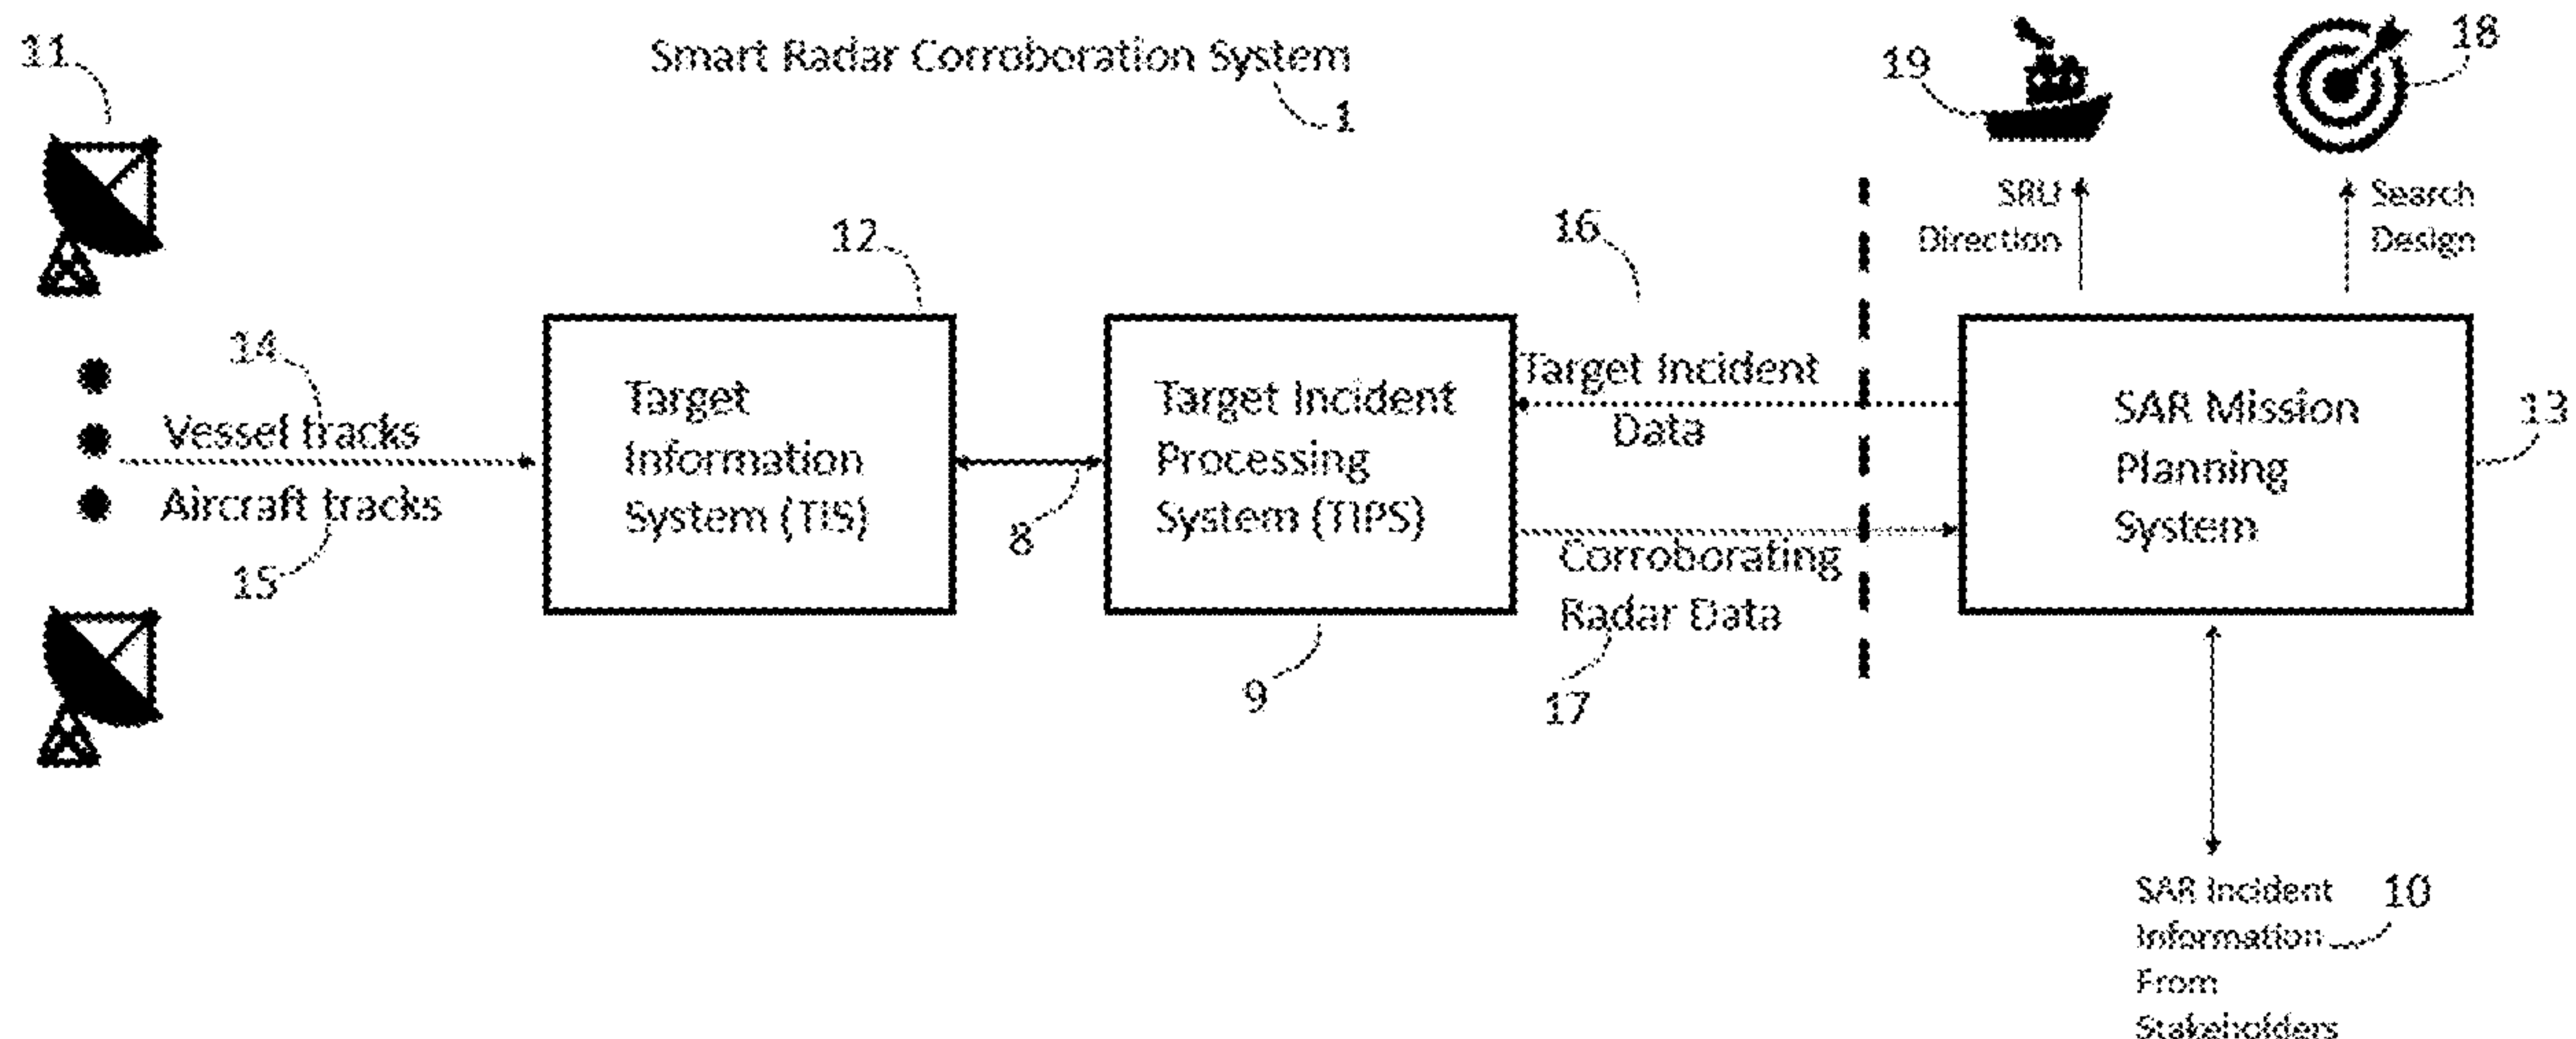 11
Smart Radar Corroboration System
1
19
18
SRU
Direction
Search
Design
12
16
14
Vessel tracks
Aircraft tracks
15
Target
Information
System (TIS)
8
Target Incident
Processing
System (TIPS)
9
Target Incident
Data
Corroborating
Radar Data
17
SAR Mission
Planning
System
13
SAR Incident
Information
From
Stakeholders
10